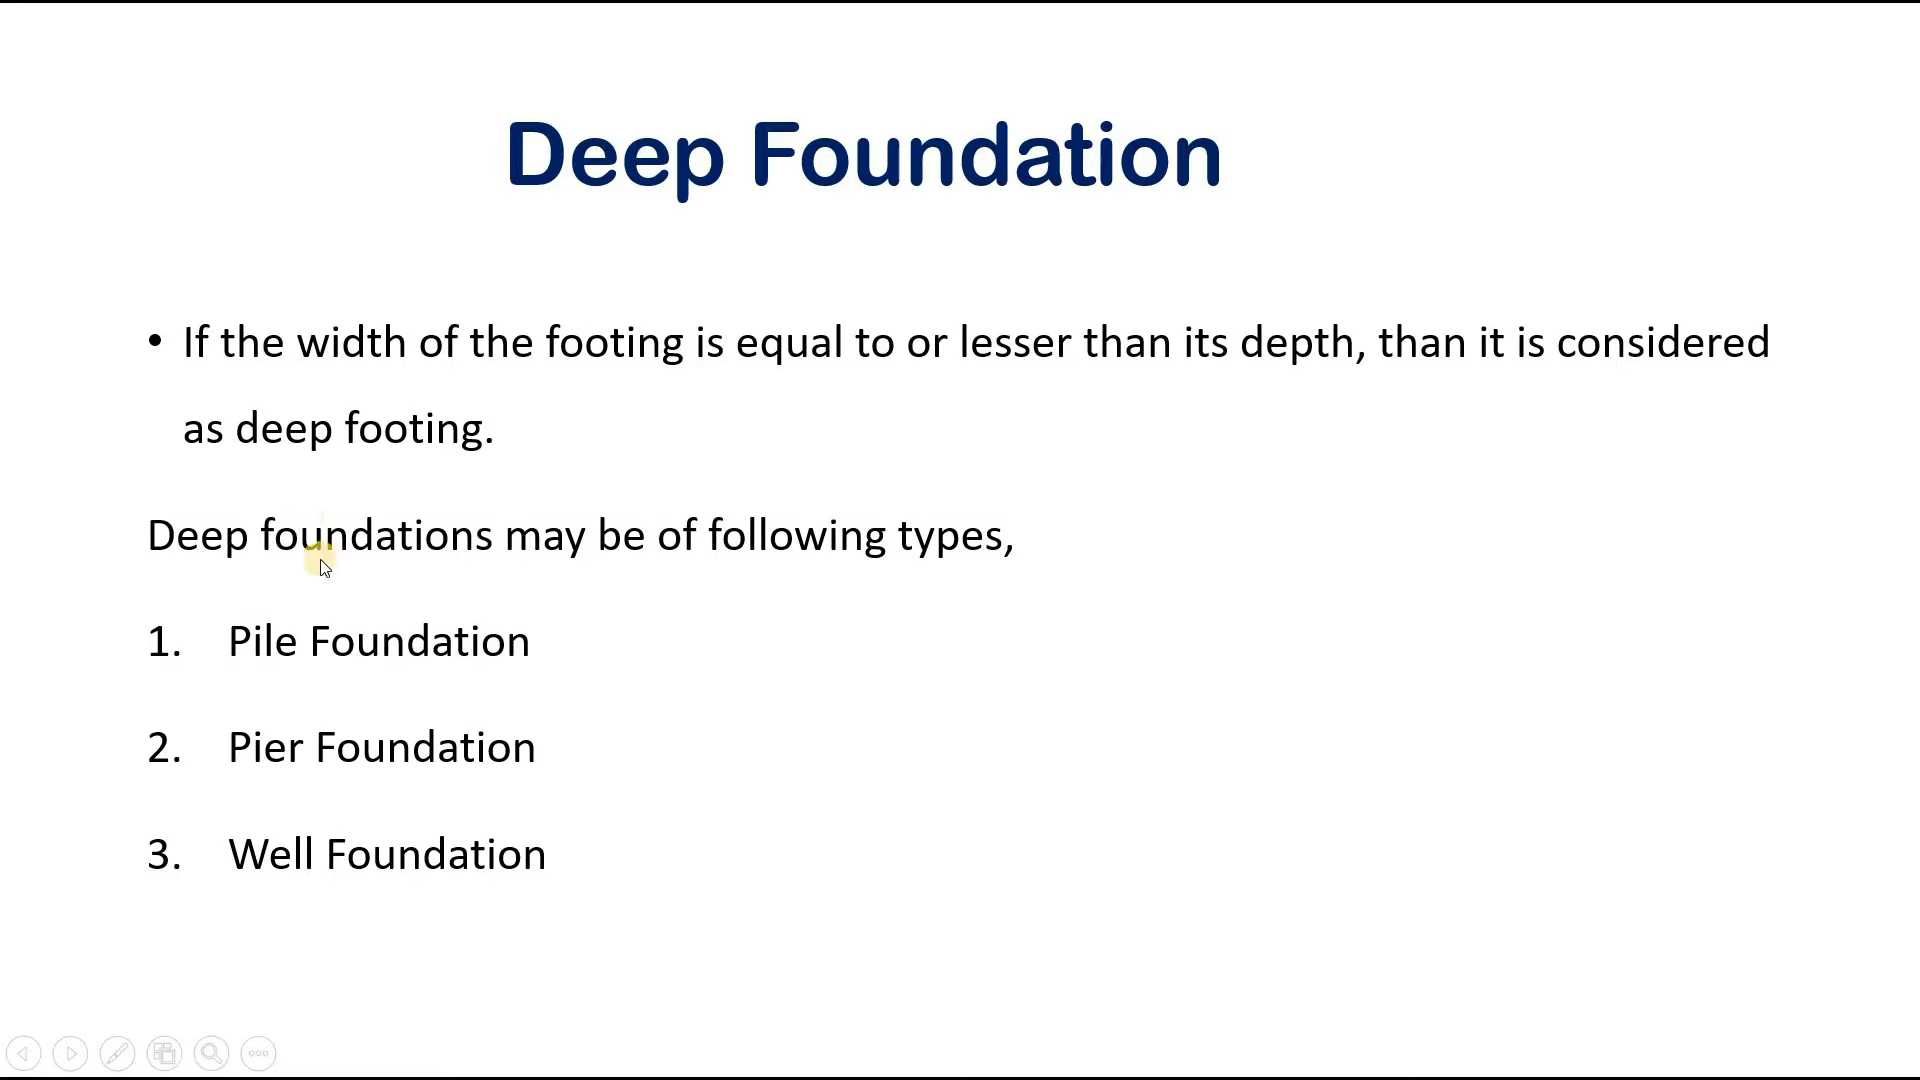 Deep Foundation
• If the width of the footing is equal to or lesser than its depth, than it is considered
as deep footing.
Deep foundations may be of following types,
1. Pile Foundation
2. Pier Foundation
3. Well Foundation